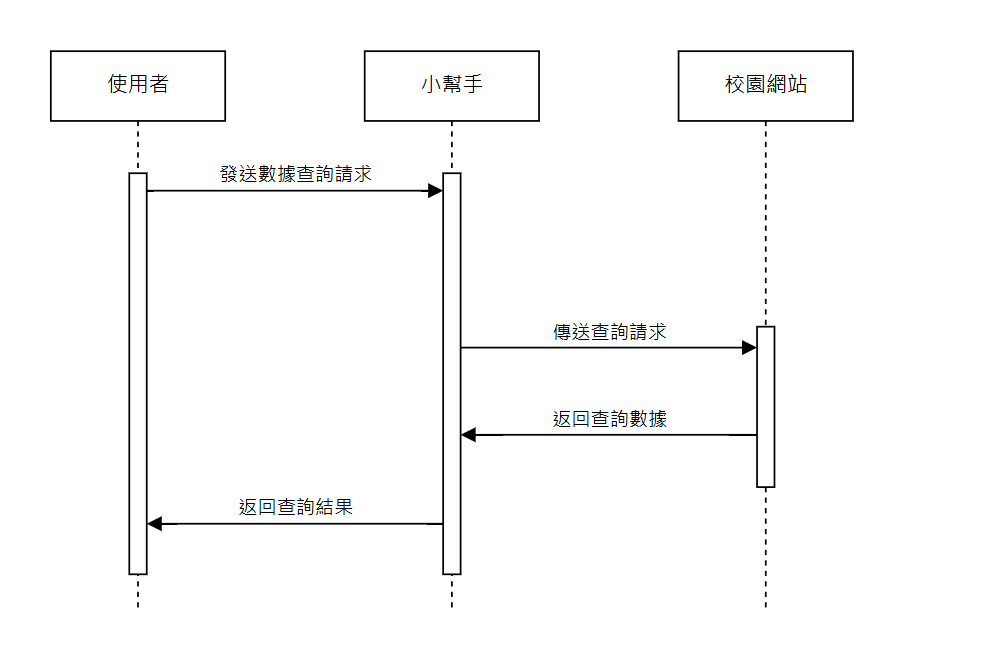 使用者
小幫手
校園網站
發送數據查詢請求
傳送查詢請求
返回查詢數據
返回查詢結果